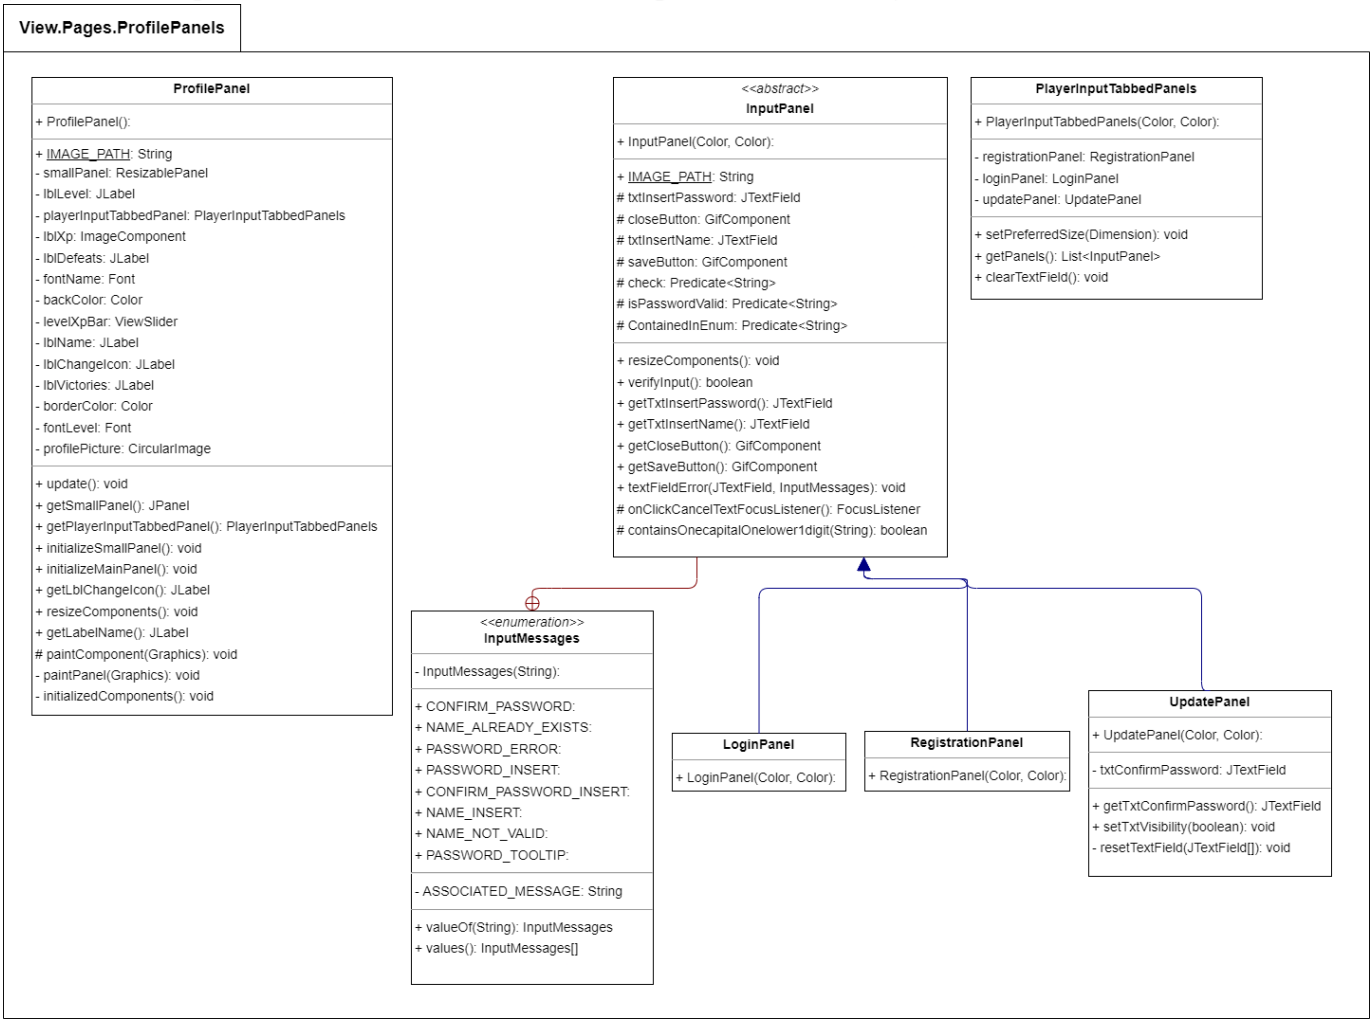 View.Pages.ProfilePanels
ProfilePanel
+ ProfilePanel():
+ IMAGE_PATH: String
- smallPanel: ResizablePanel
- lblLevel: JLabel
- playerInputTabbedPanel: PlayerInputTabbedPanels
- lblXp: ImageComponent
- lblDefeats: JLabel
- fontName: Font
- backColor: Color
- levelXpBar: ViewSlider
- lblName: JLabel
- lblChangeIcon: JLabel
- lblVictories: JLabel
- borderColor: Color
- fontLevel: Font
- profilePicture: CircularImage
+ update(): void
+ getSmallPanel(): JPanel
+ getPlayerInputTabbedPanel(): PlayerInputTabbedPanels
+ initializeSmallPanel(): void
+ initializeMainPanel(): void
+ getLblChangeIcon(): JLabel
+ resizeComponents(): void
+ getLabelName(): JLabel
# paintComponent(Graphics): void
- paintPanel(Graphics): void
- initializedComponents(): void
<<abstract>>
InputPanel
+ InputPanel(Color, Color):
+ IMAGE_PATH: String
# txtInsertPassword: JTextField
# closeButton: GifComponent
# txtInsertName: JTextField
# saveButton: GifComponent
# check: Predicate<String>
# isPasswordValid: Predicate<String>
# ContainedInEnum: Predicate<String>
+ resizeComponents(): void
+ verifyInput(): boolean
+ getTxtInsertPassword(): JTextField
+ getTxtInsertName(): JTextField
+ getCloseButton(): GifComponent
+ getSaveButton(): GifComponent
+ textFieldError(JTextField, InputMessages): void
# onClickCancelTextFocusListener(): FocusListener
# containsOnecapitalOnelower1digit(String): boolean
PlayerInputTabbedPanels
+ PlayerInputTabbedPanels(Color, Color):
- registrationPanel: RegistrationPanel
- loginPanel: LoginPanel
- updatePanel: UpdatePanel
+ setPreferredSize(Dimension): void
+ getPanels(): List<InputPanel>
+ clearTextField(): void
<<enumeration>>
InputMessages
- InputMessages(String):
+ CONFIRM_PASSWORD:
+ NAME_ALREADY_EXISTS:
+ PASSWORD_ERROR:
+ PASSWORD_INSERT:
+ CONFIRM_PASSWORD_INSERT:
+ NAME_INSERT:
+ NAME_NOT_VALID:
+ PASSWORD_TOOLTIP:
- ASSOCIATED_MESSAGE: String
+ valueOf(String): InputMessages
+ values(): InputMessages[]
LoginPanel
+ LoginPanel(Color, Color):
RegistrationPanel
+ RegistrationPanel(Color, Color):
UpdatePanel
+ UpdatePanel(Color, Color):
- txtConfirmPassword: JTextField
+ getTxtConfirmPassword(): JTextField
+ setTxtVisibility(boolean): void
- resetTextField(JTextField[]): void